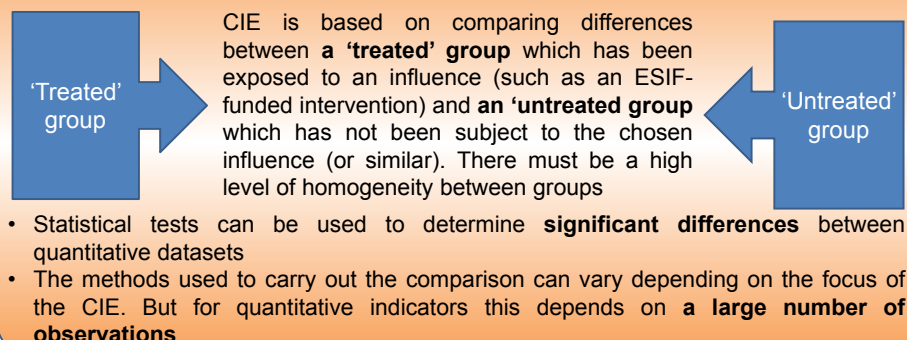 CIE is based on comparing differences
between a ‘treated’ group which has been
exposed to an influence (such as an ESIF-
funded intervention) and an ‘untreated group
which has not been subject to the chosen
influence (or similar). There must be a high
level of homogeneity between groups
‘Treated’
group
‘Untreated’
group
• Statistical tests can be used to determine significant differences between
quantitative datasets
• The methods used to carry out the comparison can vary depending on the focus of
the CIE. But for quantitative indicators this depends on a large number of
observations